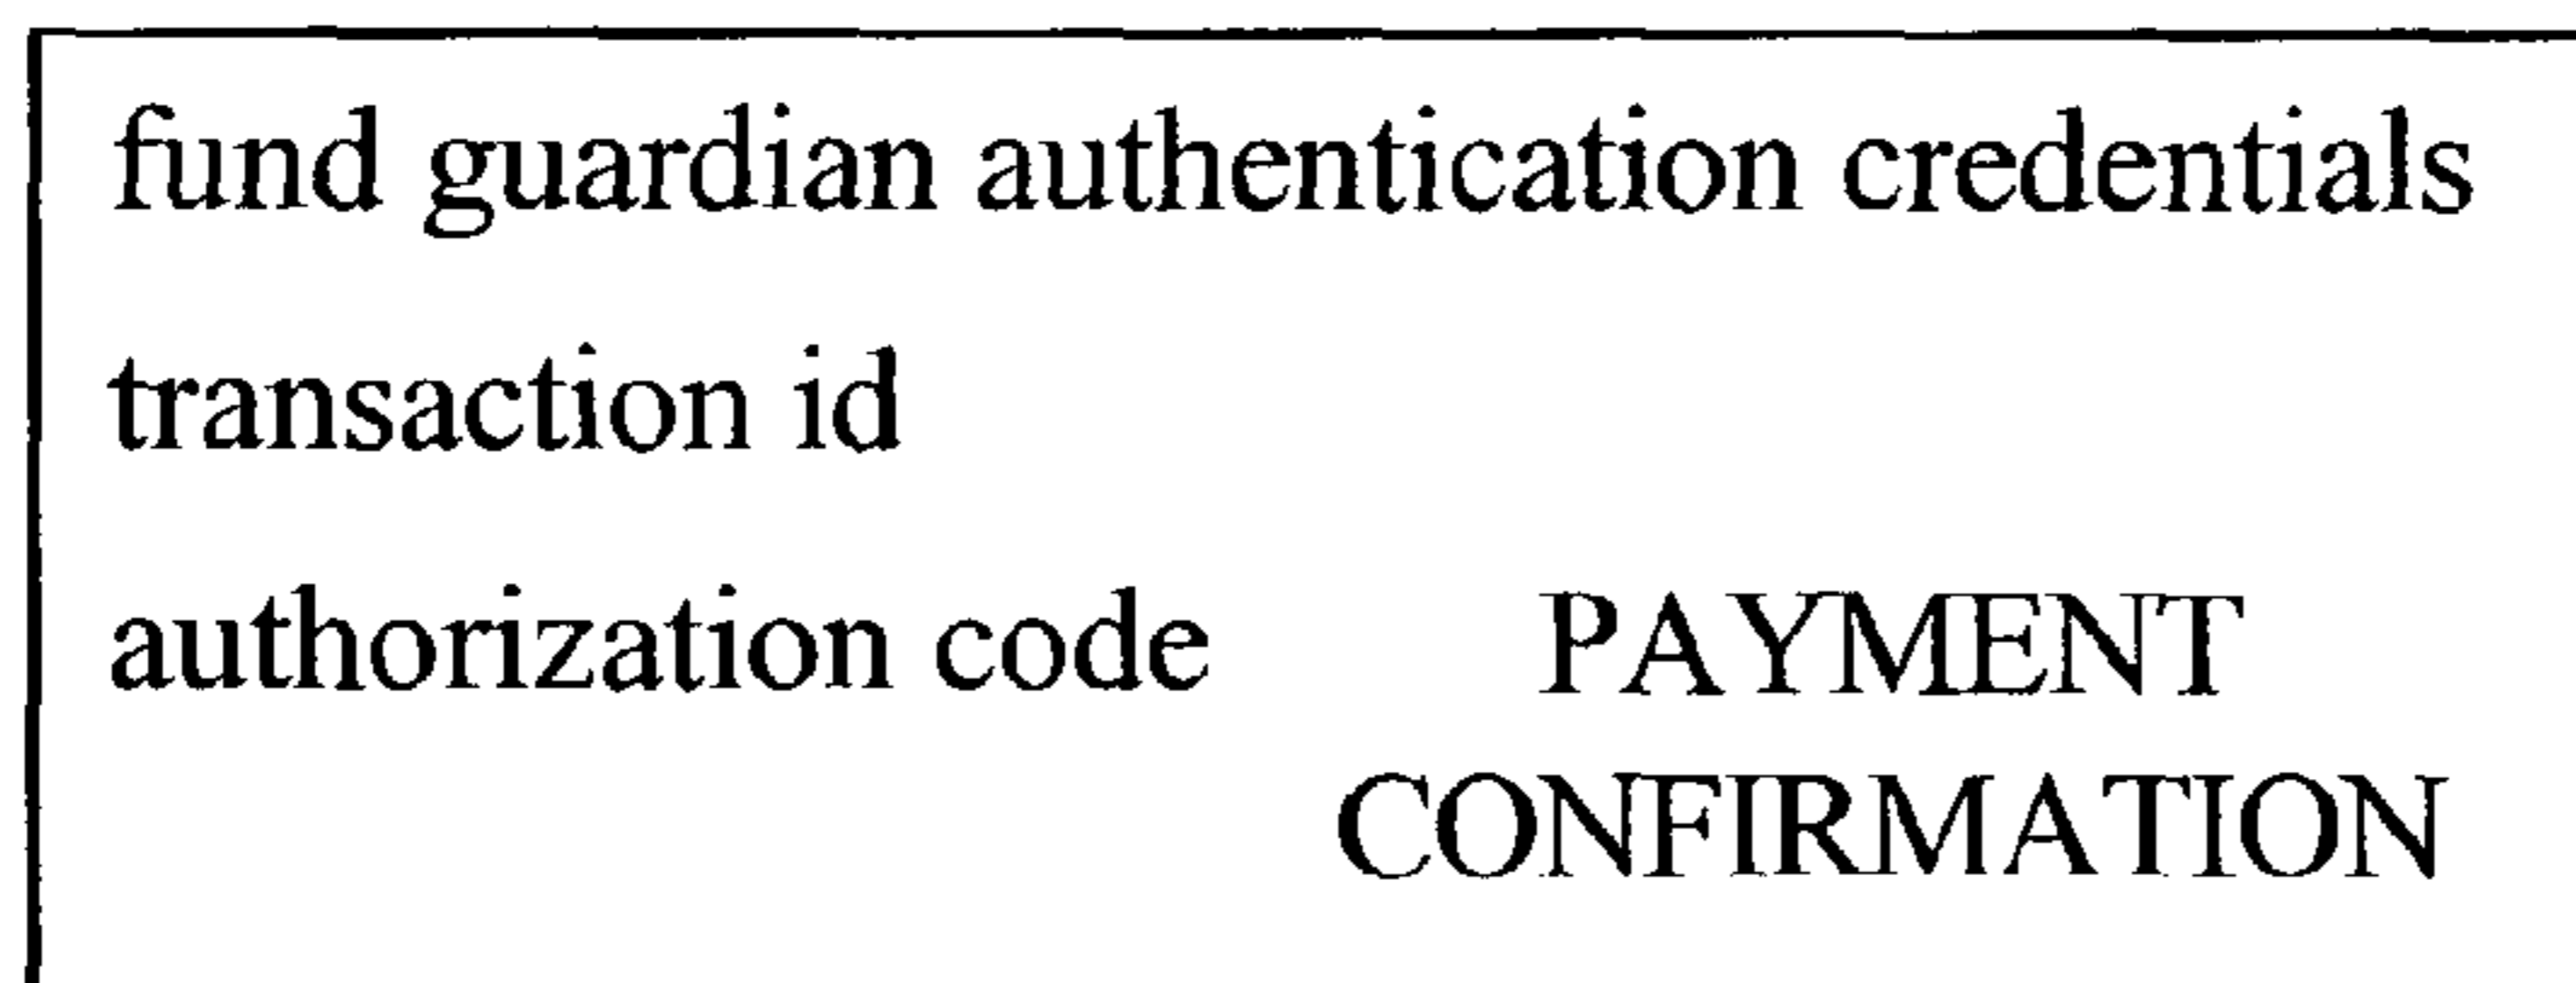 fund guardian authentication credentials
transaction id
authorization code
PAYMENT
CONFIRMATION